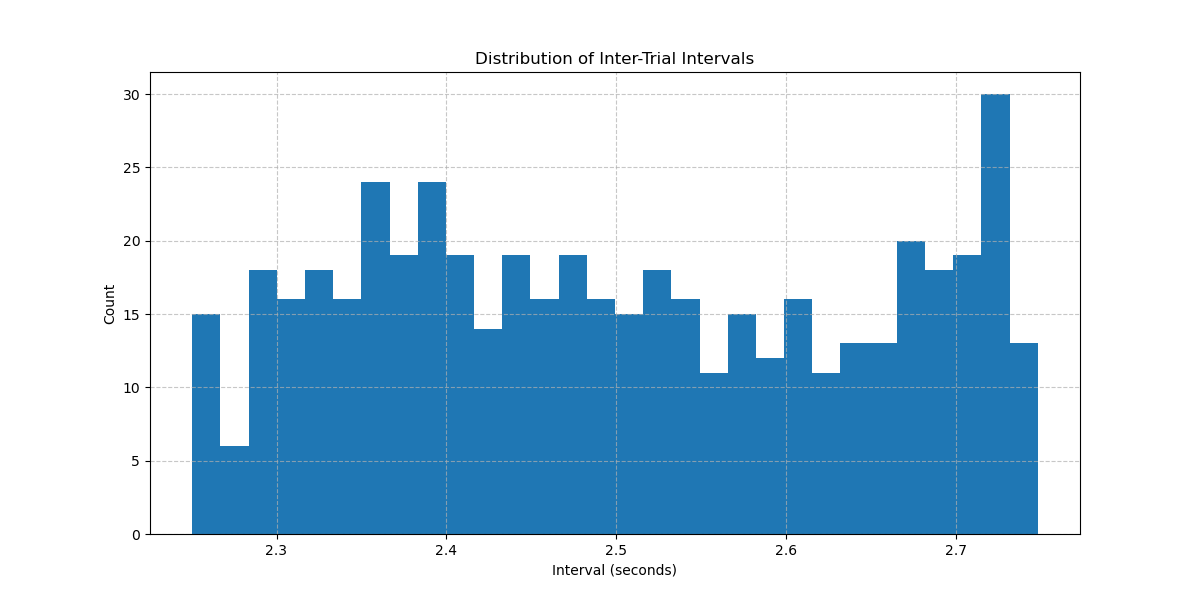 Distribution of Inter-Trial Intervals
30
25
20
15
10
5
0
Count
2.3 2.4 2.5 2.6 2.7
Interval (seconds)